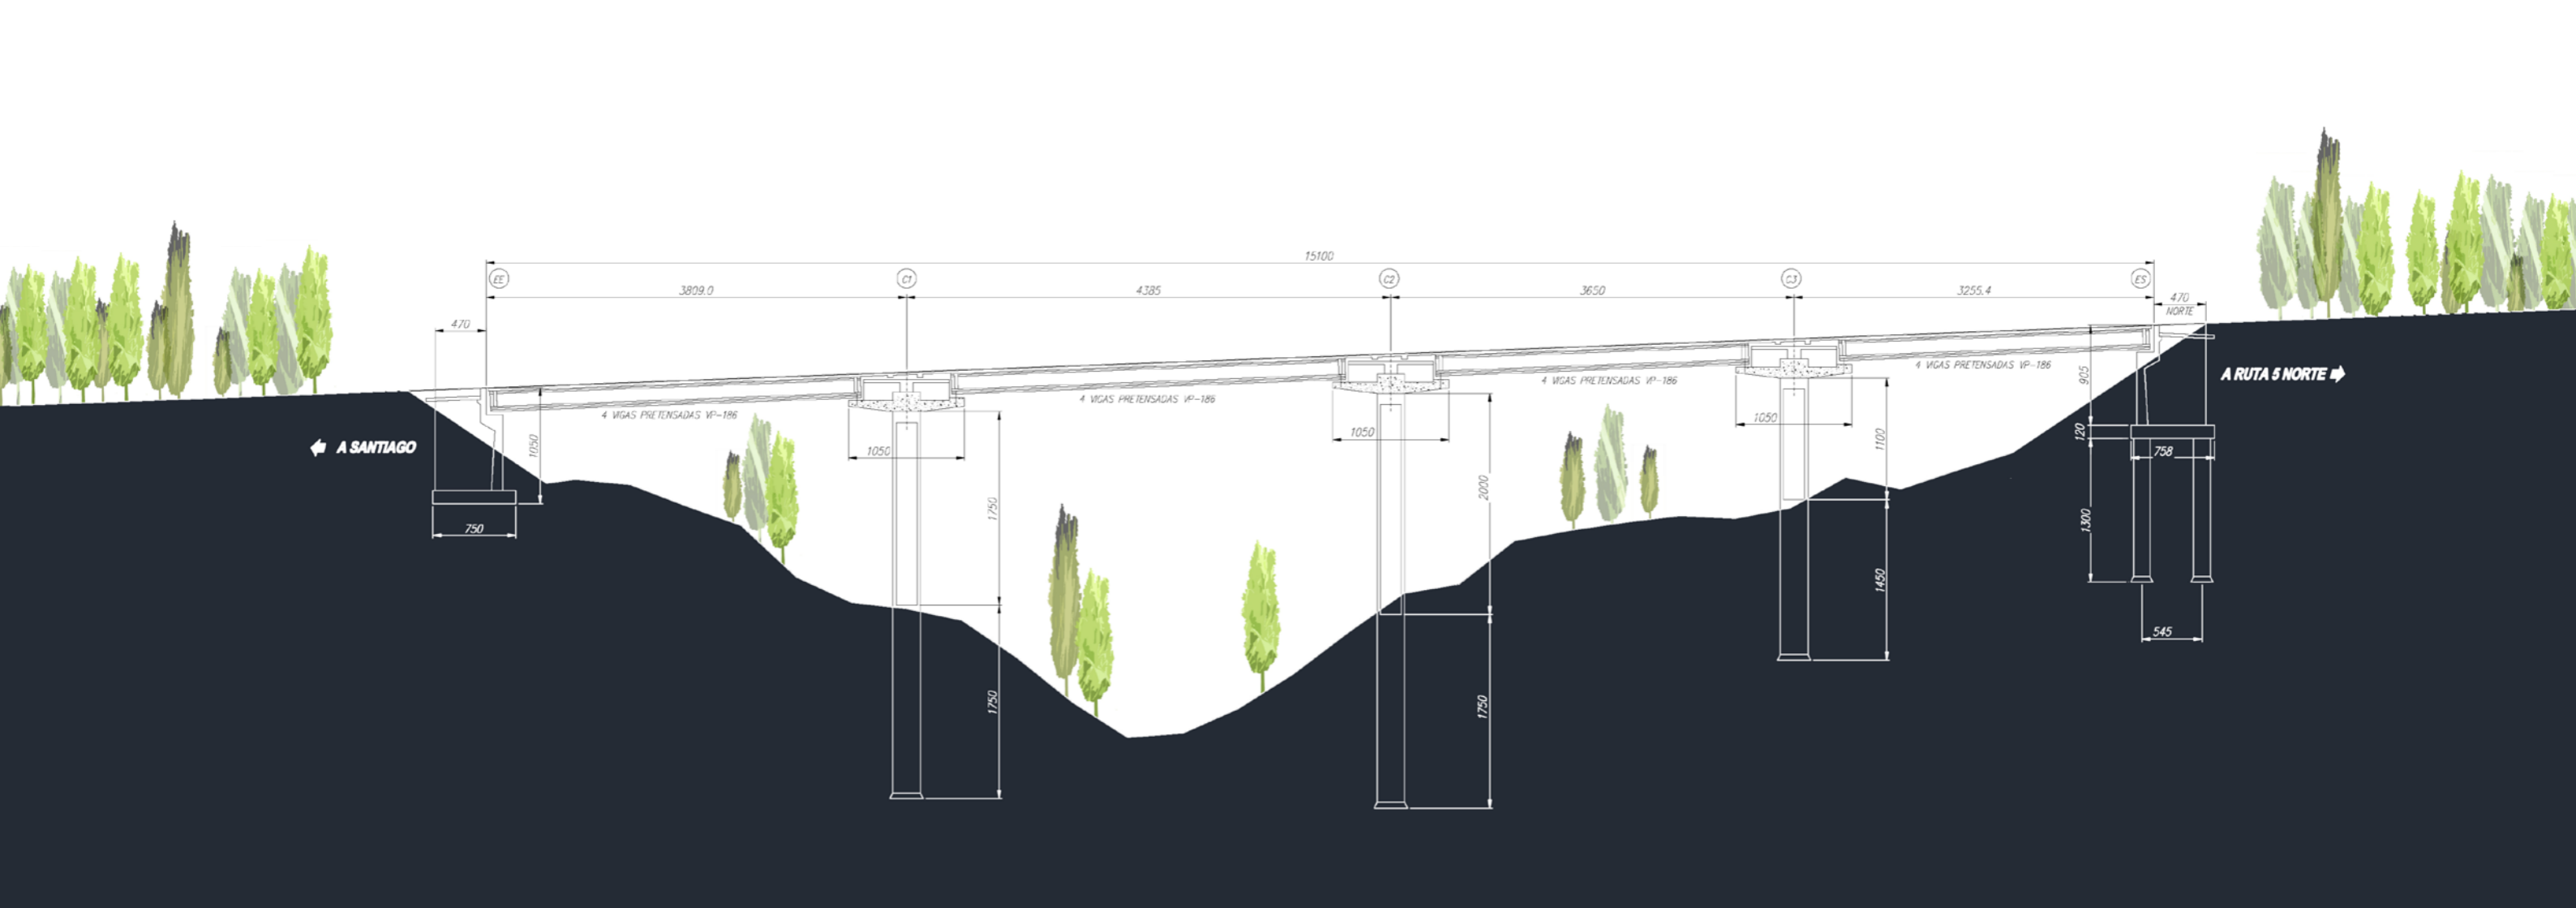 15100
EE
C1
C2
C3
ES
3809.0
4385
3650
3255.4
470
470
NORTE
4 VIGAS PRETENSADAS VP-186
4 VIGAS PRETENSADAS VP-186
4 VIGAS PRETENSADAS VP-186
4 VIGAS PRETENSADAS VP-186
A SANTIAGO
A RUTA 5 NORTE
1050
750
1050
1750
1750
1050
2000
1750
1050
1100
1450
905
120
758
1300
545